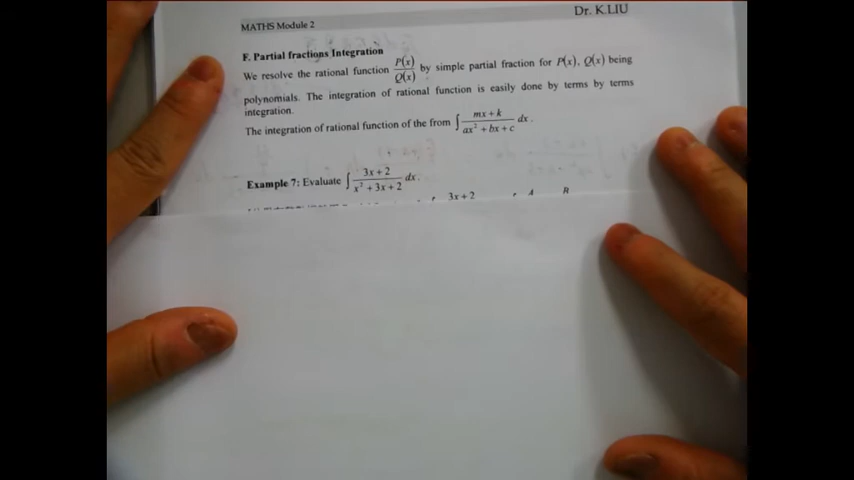 Dr. K.LIU
MATHS Module 2
F. Partial fractions Integration
We resolve the rational function P(x)/Q(x) by simple partial fraction for P(x), Q(x) being
polynomials. The integration of rational function is easily done by terms by terms
integration.
The integration of rational function of the from ∫ (mx + k)/(ax² + bx + c) dx .
Example 7: Evaluate ∫ (3x + 2)/(x² + 3x + 2) dx.
3x + 2 A B